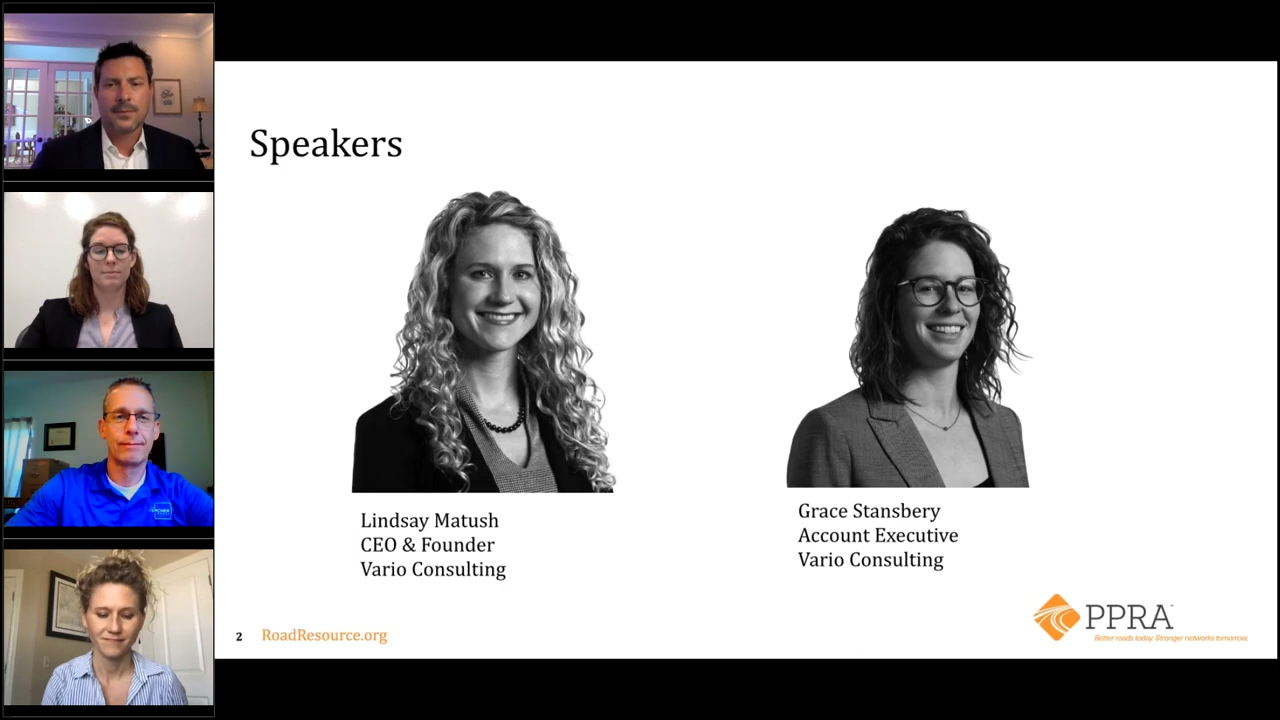 Speakers
Lindsay Matush
CEO & Founder
Vario Consulting
Grace Stansbery
Account Executive
Vario Consulting
2 RoadResource.org
PPRA
Better roads today. Stronger networks tomorrow.